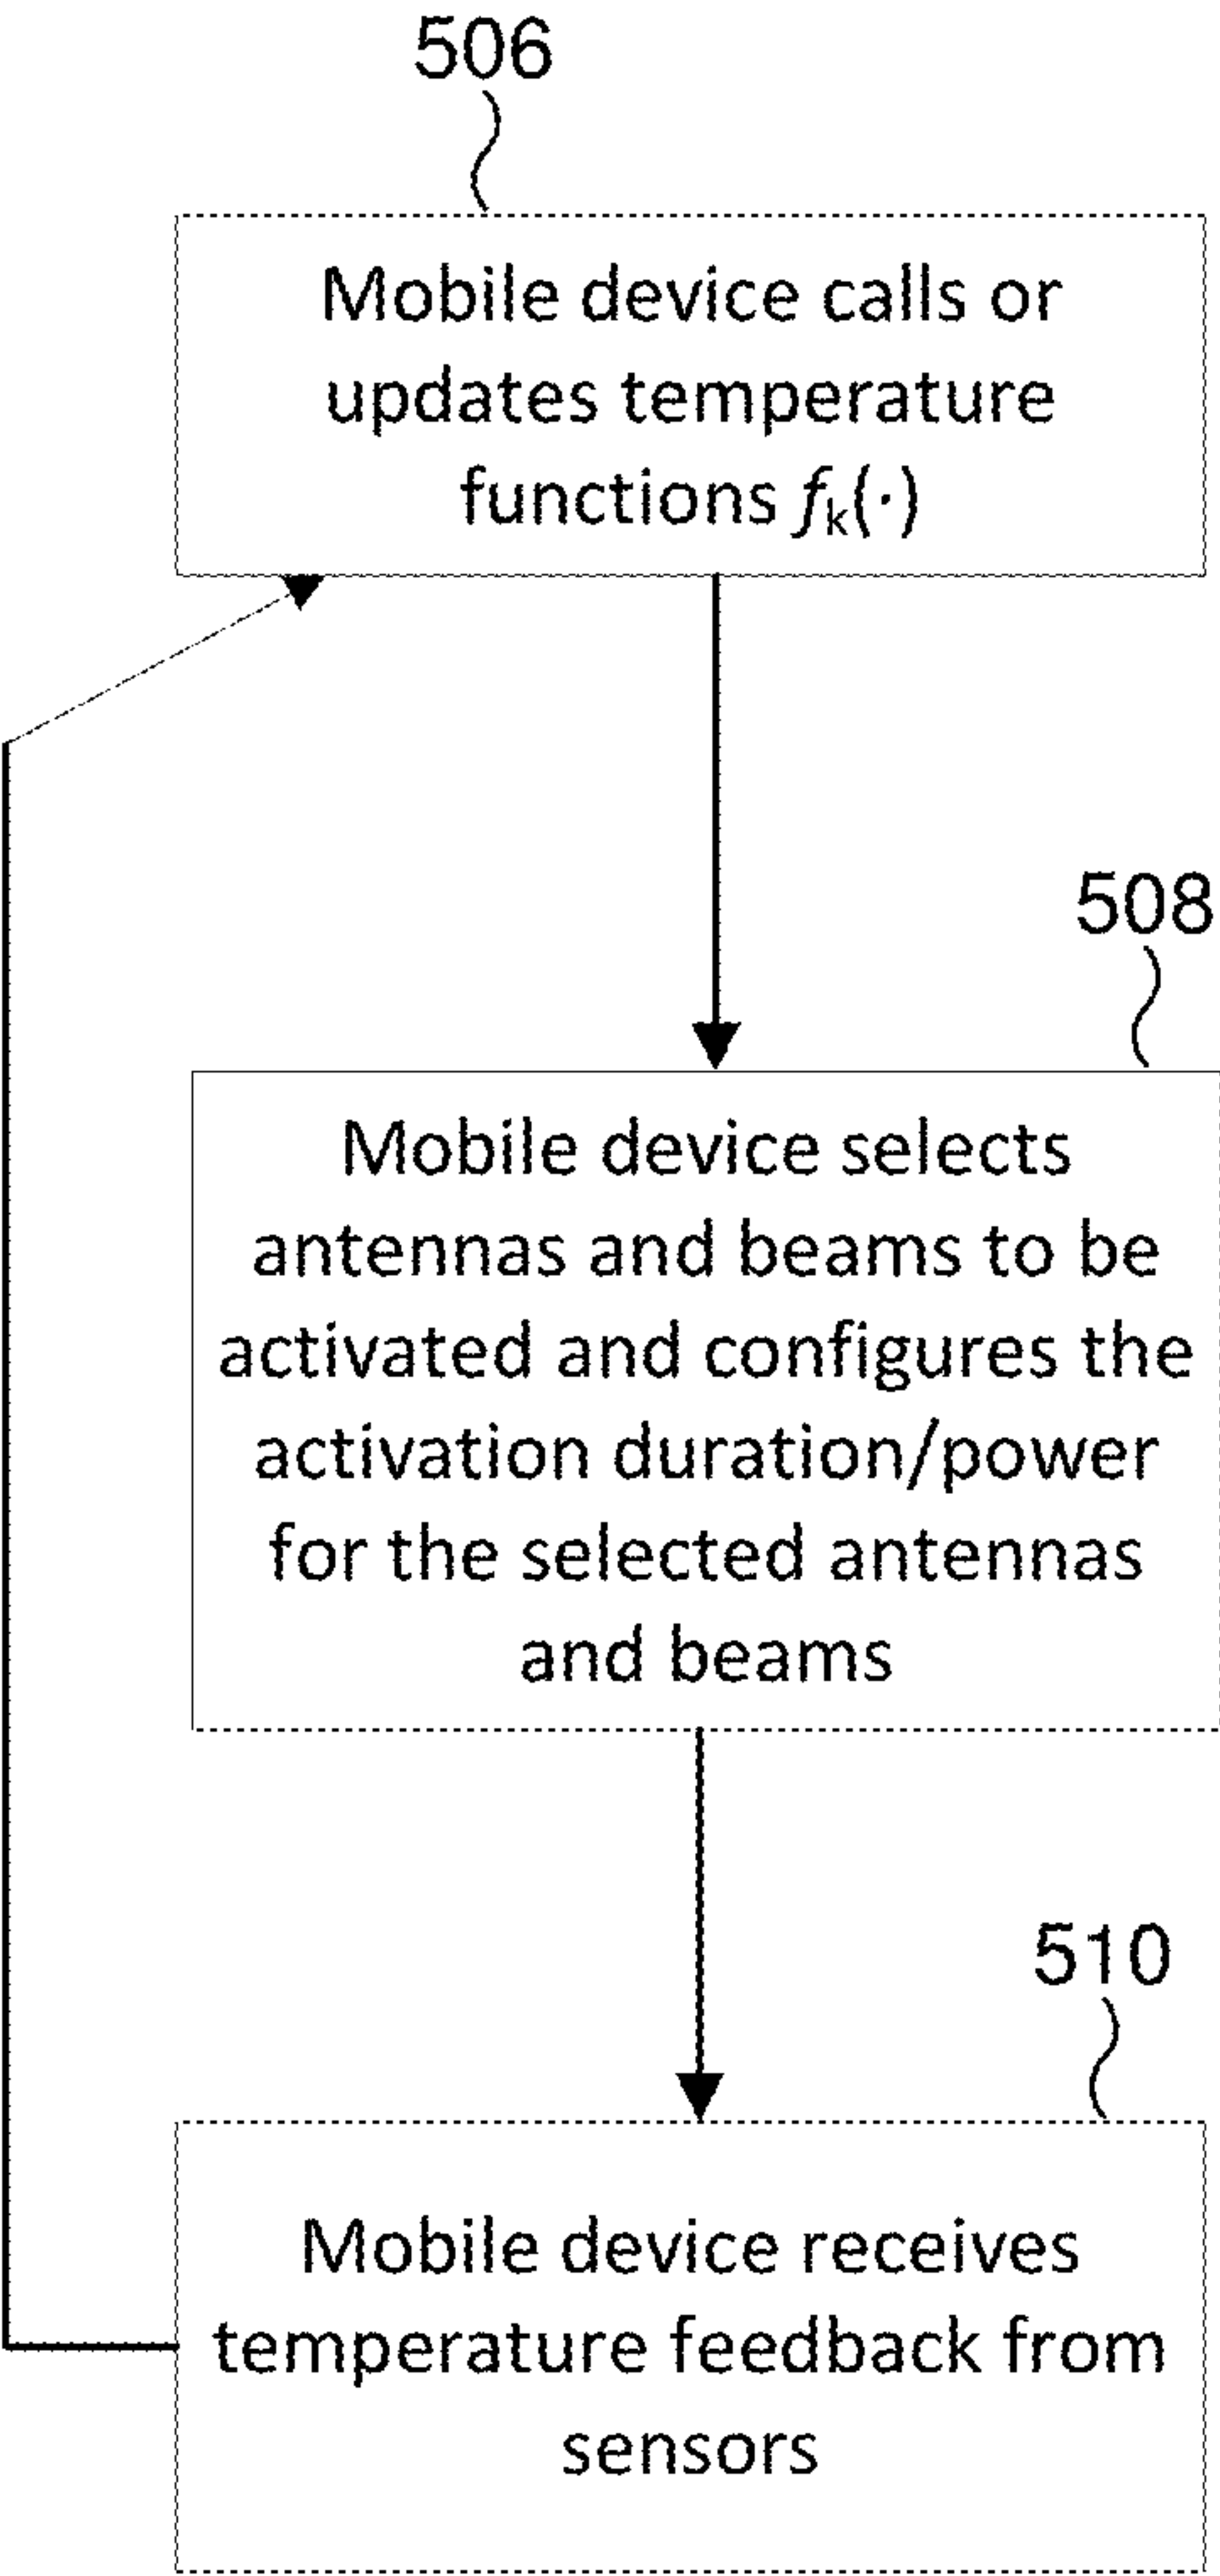 506
Mobile device calls or
updates temperature
functions fk(·)
508
Mobile device selects
antennas and beams to be
activated and configures the
activation duration/power
for the selected antennas
and beams
510
Mobile device receives
temperature feedback from
sensors